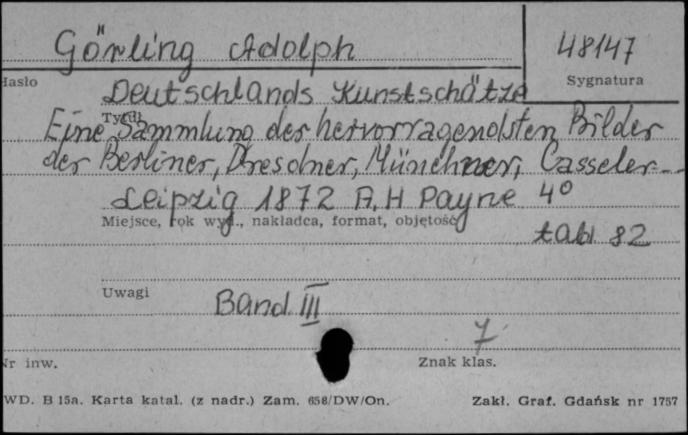 Görling Adolph
48147
Hasło
Sygnatura
Deutschlands Kunstschätze
Tytuł
Eine Sammlung der hervorragendsten Bilder
der Berliner, Dresdner, Münchner, Casseler...
Leipzig 1872 A. H Payne 4°
Miejsce, rok wyd., nakładca, format, objętość
tabl 82
Uwagi
Band. III
7
Nr inw.
Znak klas.
WD. B 15a. Karta katal. (z nadr.) Zam. 658/DW/On.
Zakł. Graf. Gdańsk nr 1757